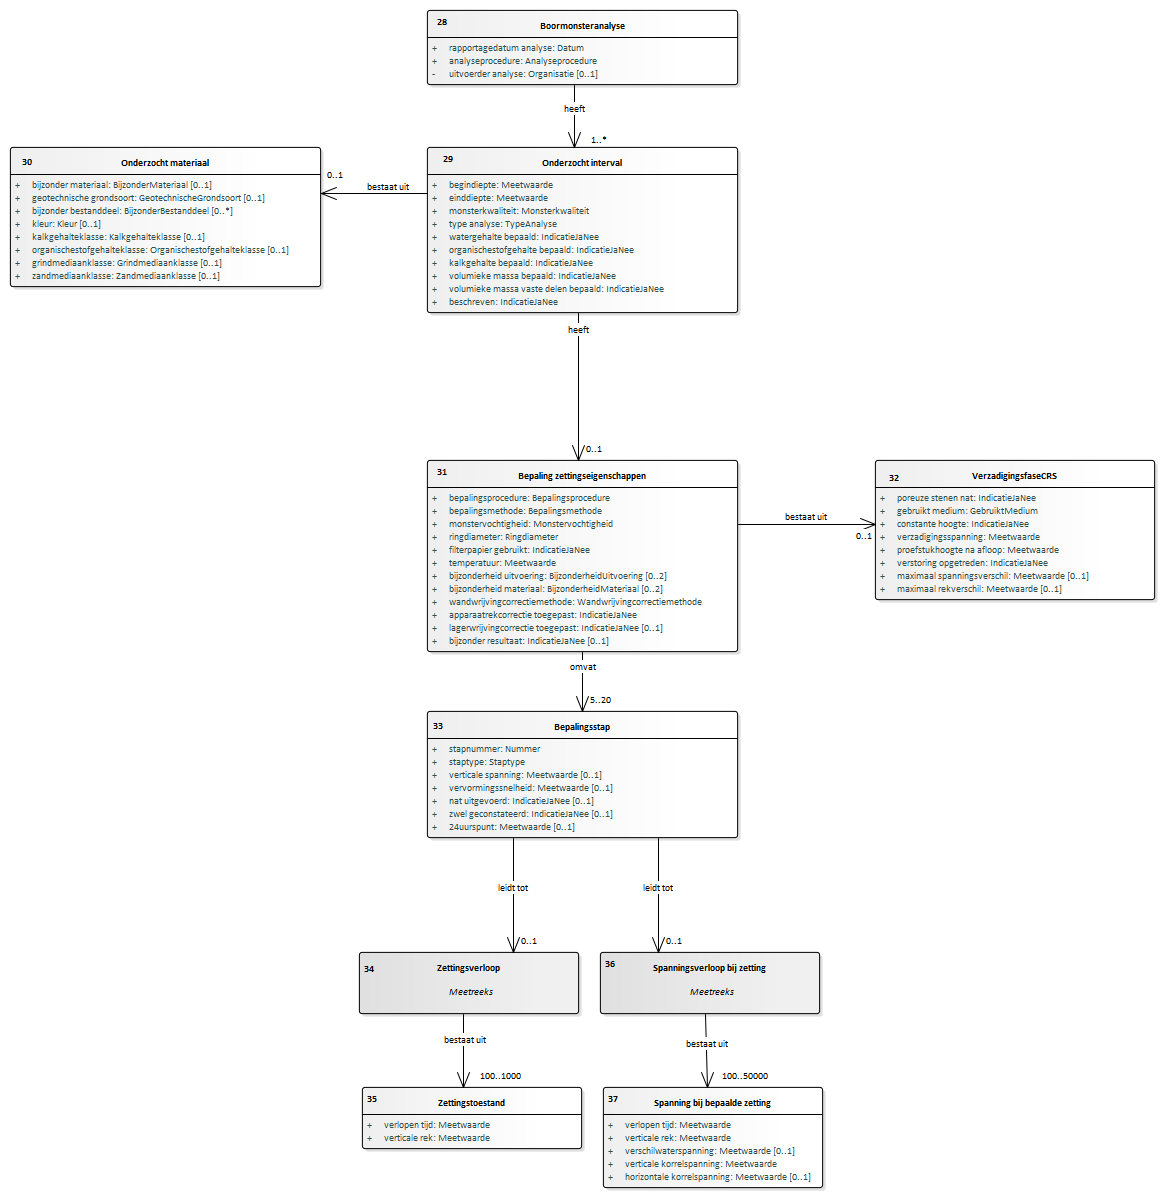 28
Boormonsteranalyse
+ rapportagedatum analyse: Datum
+ analyseprocedure: Analyseprocedure
- uitvoerder analyse: Organisatie [0..1]
heeft
1..*
30
Onderzocht materiaal
+ bijzonder materiaal: BijzonderMateriaal [0..1]
+ geotechnische grondsoort: GeotechnischeGrondsoort [0..1]
+ bijzonder bestanddeel: BijzonderBestanddeel [0..*]
+ kleur: Kleur [0..1]
+ kalkgehalteklasse: Kalkgehalteklasse [0..1]
+ organischestofgehalteklasse: Organischestofgehalteklasse [0..1]
+ grindmediaanklasse: Grindmediaanklasse [0..1]
+ zandmediaanklasse: Zandmediaanklasse [0..1]
0..1
bestaat uit
29
Onderzocht interval
+ begindiepte: Meetwaarde
+ einddiepte: Meetwaarde
+ monsterkwaliteit: Monsterkwaliteit
+ type analyse: TypeAnalyse
+ watergehalte bepaald: IndicatieJaNee
+ organischestofgehalte bepaald: IndicatieJaNee
+ kalkgehalte bepaald: IndicatieJaNee
+ volumieke massa bepaald: IndicatieJaNee
+ volumieke massa vaste delen bepaald: IndicatieJaNee
+ beschreven: IndicatieJaNee
heeft
0..1
31
Bepaling zettingseigenschappen
+ bepalingsprocedure: Bepalingsprocedure
+ bepalingsmethode: Bepalingsmethode
+ monstervochtigheid: Monstervochtigheid
+ ringdiameter: Ringdiameter
+ filterpapier gebruikt: IndicatieJaNee
+ temperatuur: Meetwaarde
+ bijzonderheid uitvoering: BijzonderheidUitvoering [0..2]
+ bijzonderheid materiaal: BijzonderheidMateriaal [0..2]
+ wandwrijvingcorrectiemethode: Wandwrijvingcorrectiemethode
+ apparaatrekcorrectie toegepast: IndicatieJaNee
+ lagerwrijvingcorrectie toegepast: IndicatieJaNee [0..1]
+ bijzonder resultaat: IndicatieJaNee [0..1]
bestaat uit
0..1
32
VerzadigingsfaseCRS
+ poreuze stenen nat: IndicatieJaNee
+ gebruikt medium: GebruiktMedium
+ constante hoogte: IndicatieJaNee
+ verzadigingsspanning: Meetwaarde
+ proefstukhoogte na afloop: Meetwaarde
+ verstoring opgetreden: IndicatieJaNee
+ maximaal spanningsverschil: Meetwaarde [0..1]
+ maximaal rekverschil: Meetwaarde [0..1]
omvat
5..20
33
Bepalingsstap
+ stapnummer: Nummer
+ staptype: Staptype
+ verticale spanning: Meetwaarde [0..1]
+ vervormingssnelheid: Meetwaarde [0..1]
+ nat uitgevoerd: IndicatieJaNee [0..1]
+ zwel geconstateerd: IndicatieJaNee [0..1]
+ 24uurspunt: Meetwaarde [0..1]
leidt tot
0..1
leidt tot
0..1
34
Zettingsverloop
Meetreeks
36
Spanningsverloop bij zetting
Meetreeks
bestaat uit
100..1000
bestaat uit
100..50000
35
Zettingstoestand
+ verlopen tijd: Meetwaarde
+ verticale rek: Meetwaarde
37
Spanning bij bepaalde zetting
+ verlopen tijd: Meetwaarde
+ verticale rek: Meetwaarde
+ verschilwaterspanning: Meetwaarde [0..1]
+ verticale korrelspanning: Meetwaarde
+ horizontale korrelspanning: Meetwaarde [0..1]